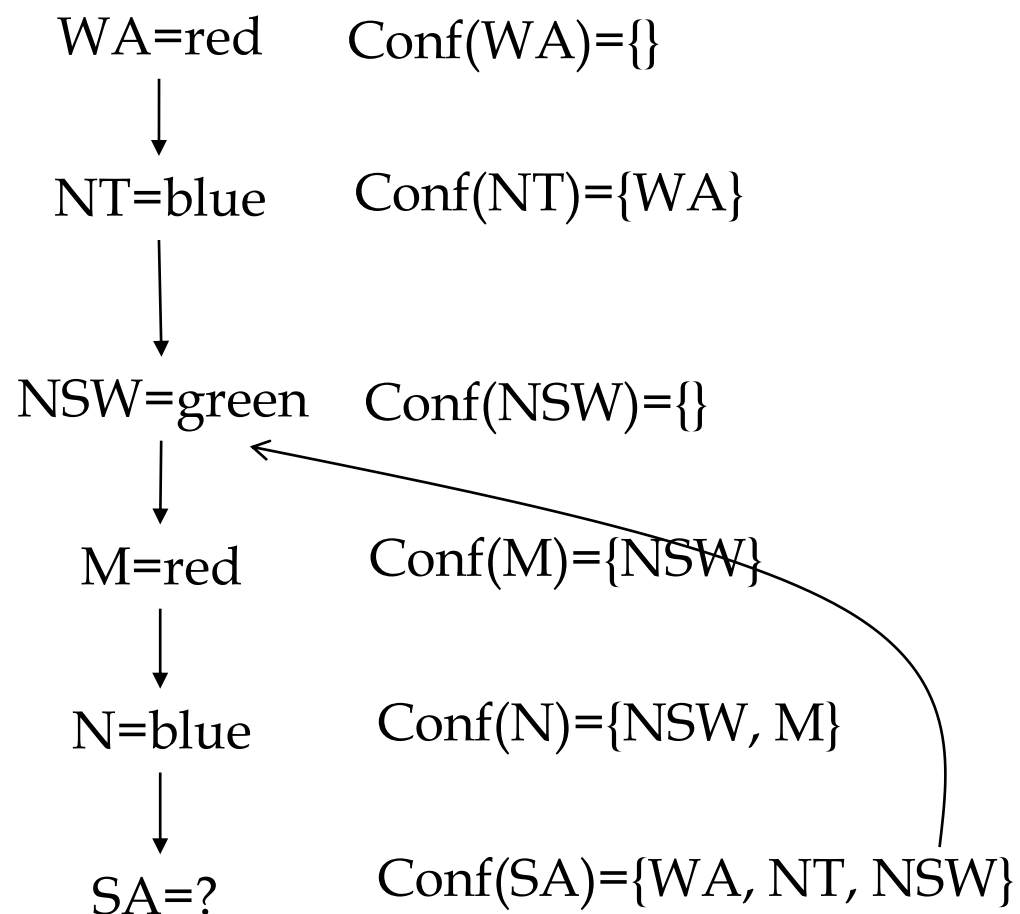 WA=red Conf(WA)={}
NT=blue Conf(NT)={WA}
NSW=green Conf(NSW)={}
M=red Conf(M)={NSW}
N=blue Conf(N)={NSW, M}
SA=? Conf(SA)={WA, NT, NSW}